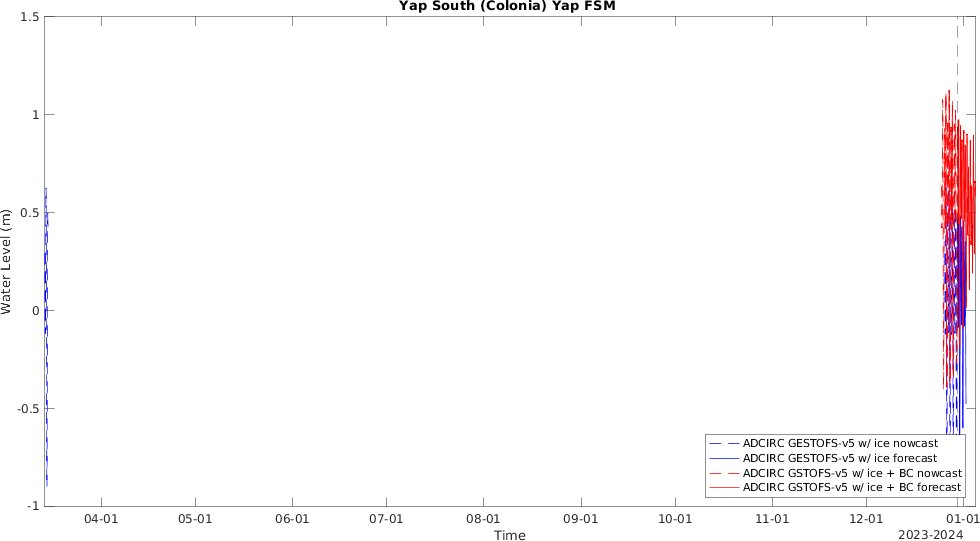 Yap South (Colonia) Yap FSM
1.5
1
0.5
0
-0.5
-1
Water Level (m)
04-01
05-01
06-01
07-01
08-01
09-01
10-01
11-01
12-01
01-01
Time
2023-2024
ADCIRC GESTOFS-v5 w/ ice nowcast
ADCIRC GESTOFS-v5 w/ ice forecast
ADCIRC GSTOFS-v5 w/ ice + BC nowcast
ADCIRC GSTOFS-v5 w/ ice + BC forecast